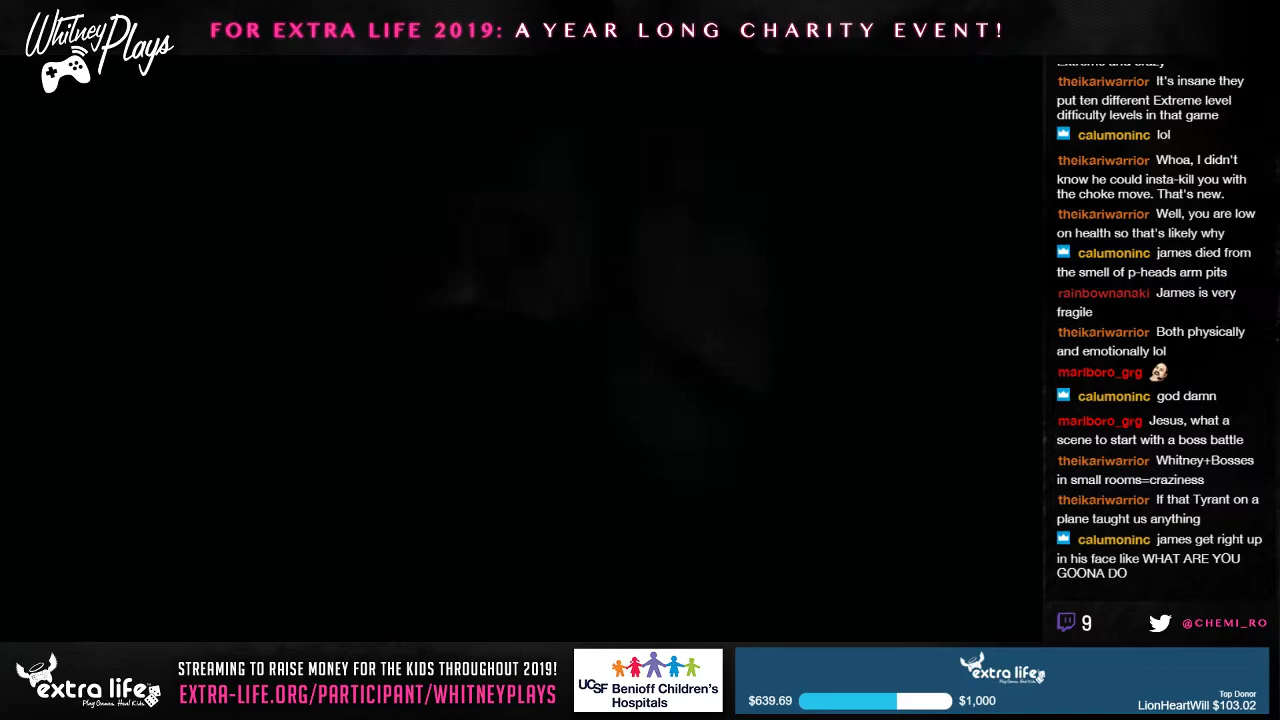 Whitney Plays
FOR EXTRA LIFE 2019: A YEAR LONG CHARITY EVENT!
theikariwarrior It's insane they
put ten different Extreme level
difficulty levels in that game
calumoninc lol
theikariwarrior Whoa, I didn't
know he could insta-kill you with
the choke move. That's new.
theikariwarrior Well, you are low
on health so that's likely why
calumoninc james died from
the smell of p-heads arm pits
rainbownanaki James is very
fragile
theikariwarrior Both physically
and emotionally lol
marlboro_grg
calumoninc god damn
marlboro_grg Jesus, what a
scene to start with a boss battle
theikariwarrior Whitney+Bosses
in small rooms=craziness
theikariwarrior If that Tyrant on a
plane taught us anything
calumoninc james get right up
in his face like WHAT ARE YOU
GOONA DO
9
@CHEMI_RO
extra life
Play Games. Heal Kids.
STREAMING TO RAISE MONEY FOR THE KIDS THROUGHOUT 2019!
EXTRA-LIFE.ORG/PARTICIPANT/WHITNEYPLAYS
UCSF Benioff Children's
Hospitals
extra life
Play Games. Heal Kids.
$639.69
$1,000
Top Donor
LionHeartWill $103.02